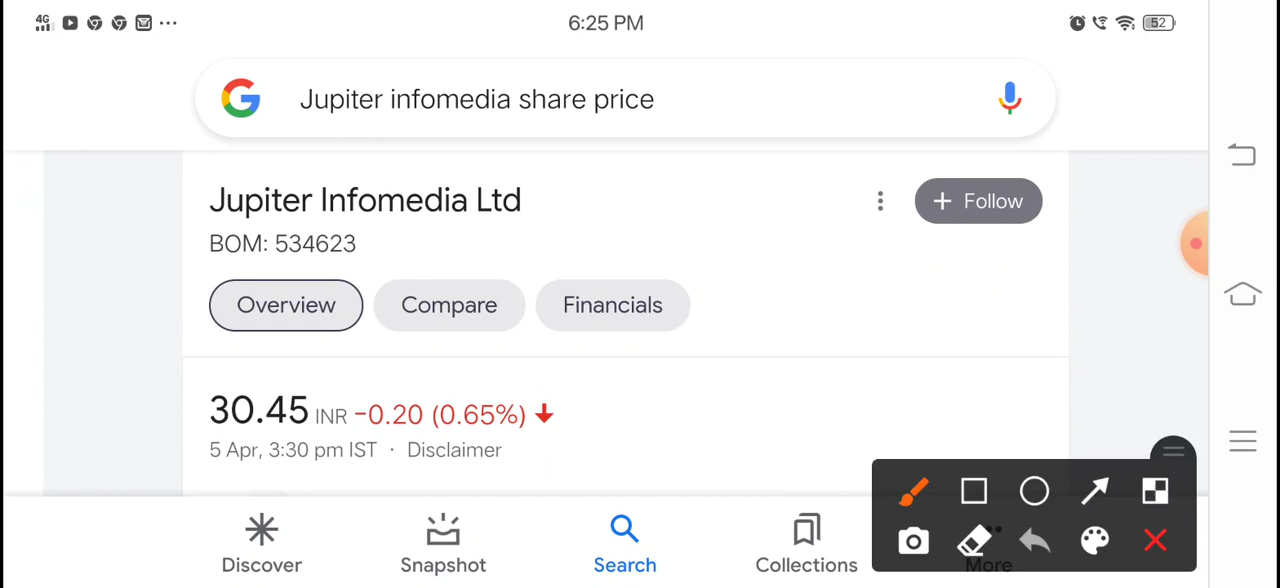 4G 6:25 PM 52
Jupiter infomedia share price
Jupiter Infomedia Ltd
+ Follow
BOM: 534623
Overview Compare Financials
30.45 INR -0.20 (0.65%)
5 Apr, 3:30 pm IST · Disclaimer
Discover Snapshot Search Collections More